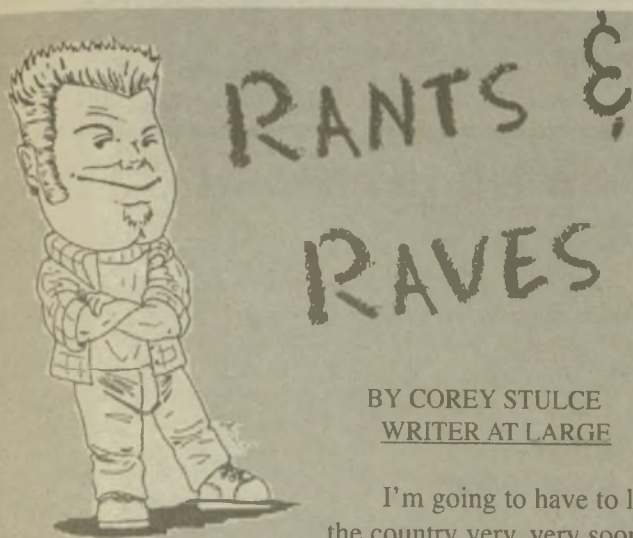 RANTS &
RAVES
BY COREY STULCE
WRITER AT LARGE
I'm going to have to
the country very, very soon